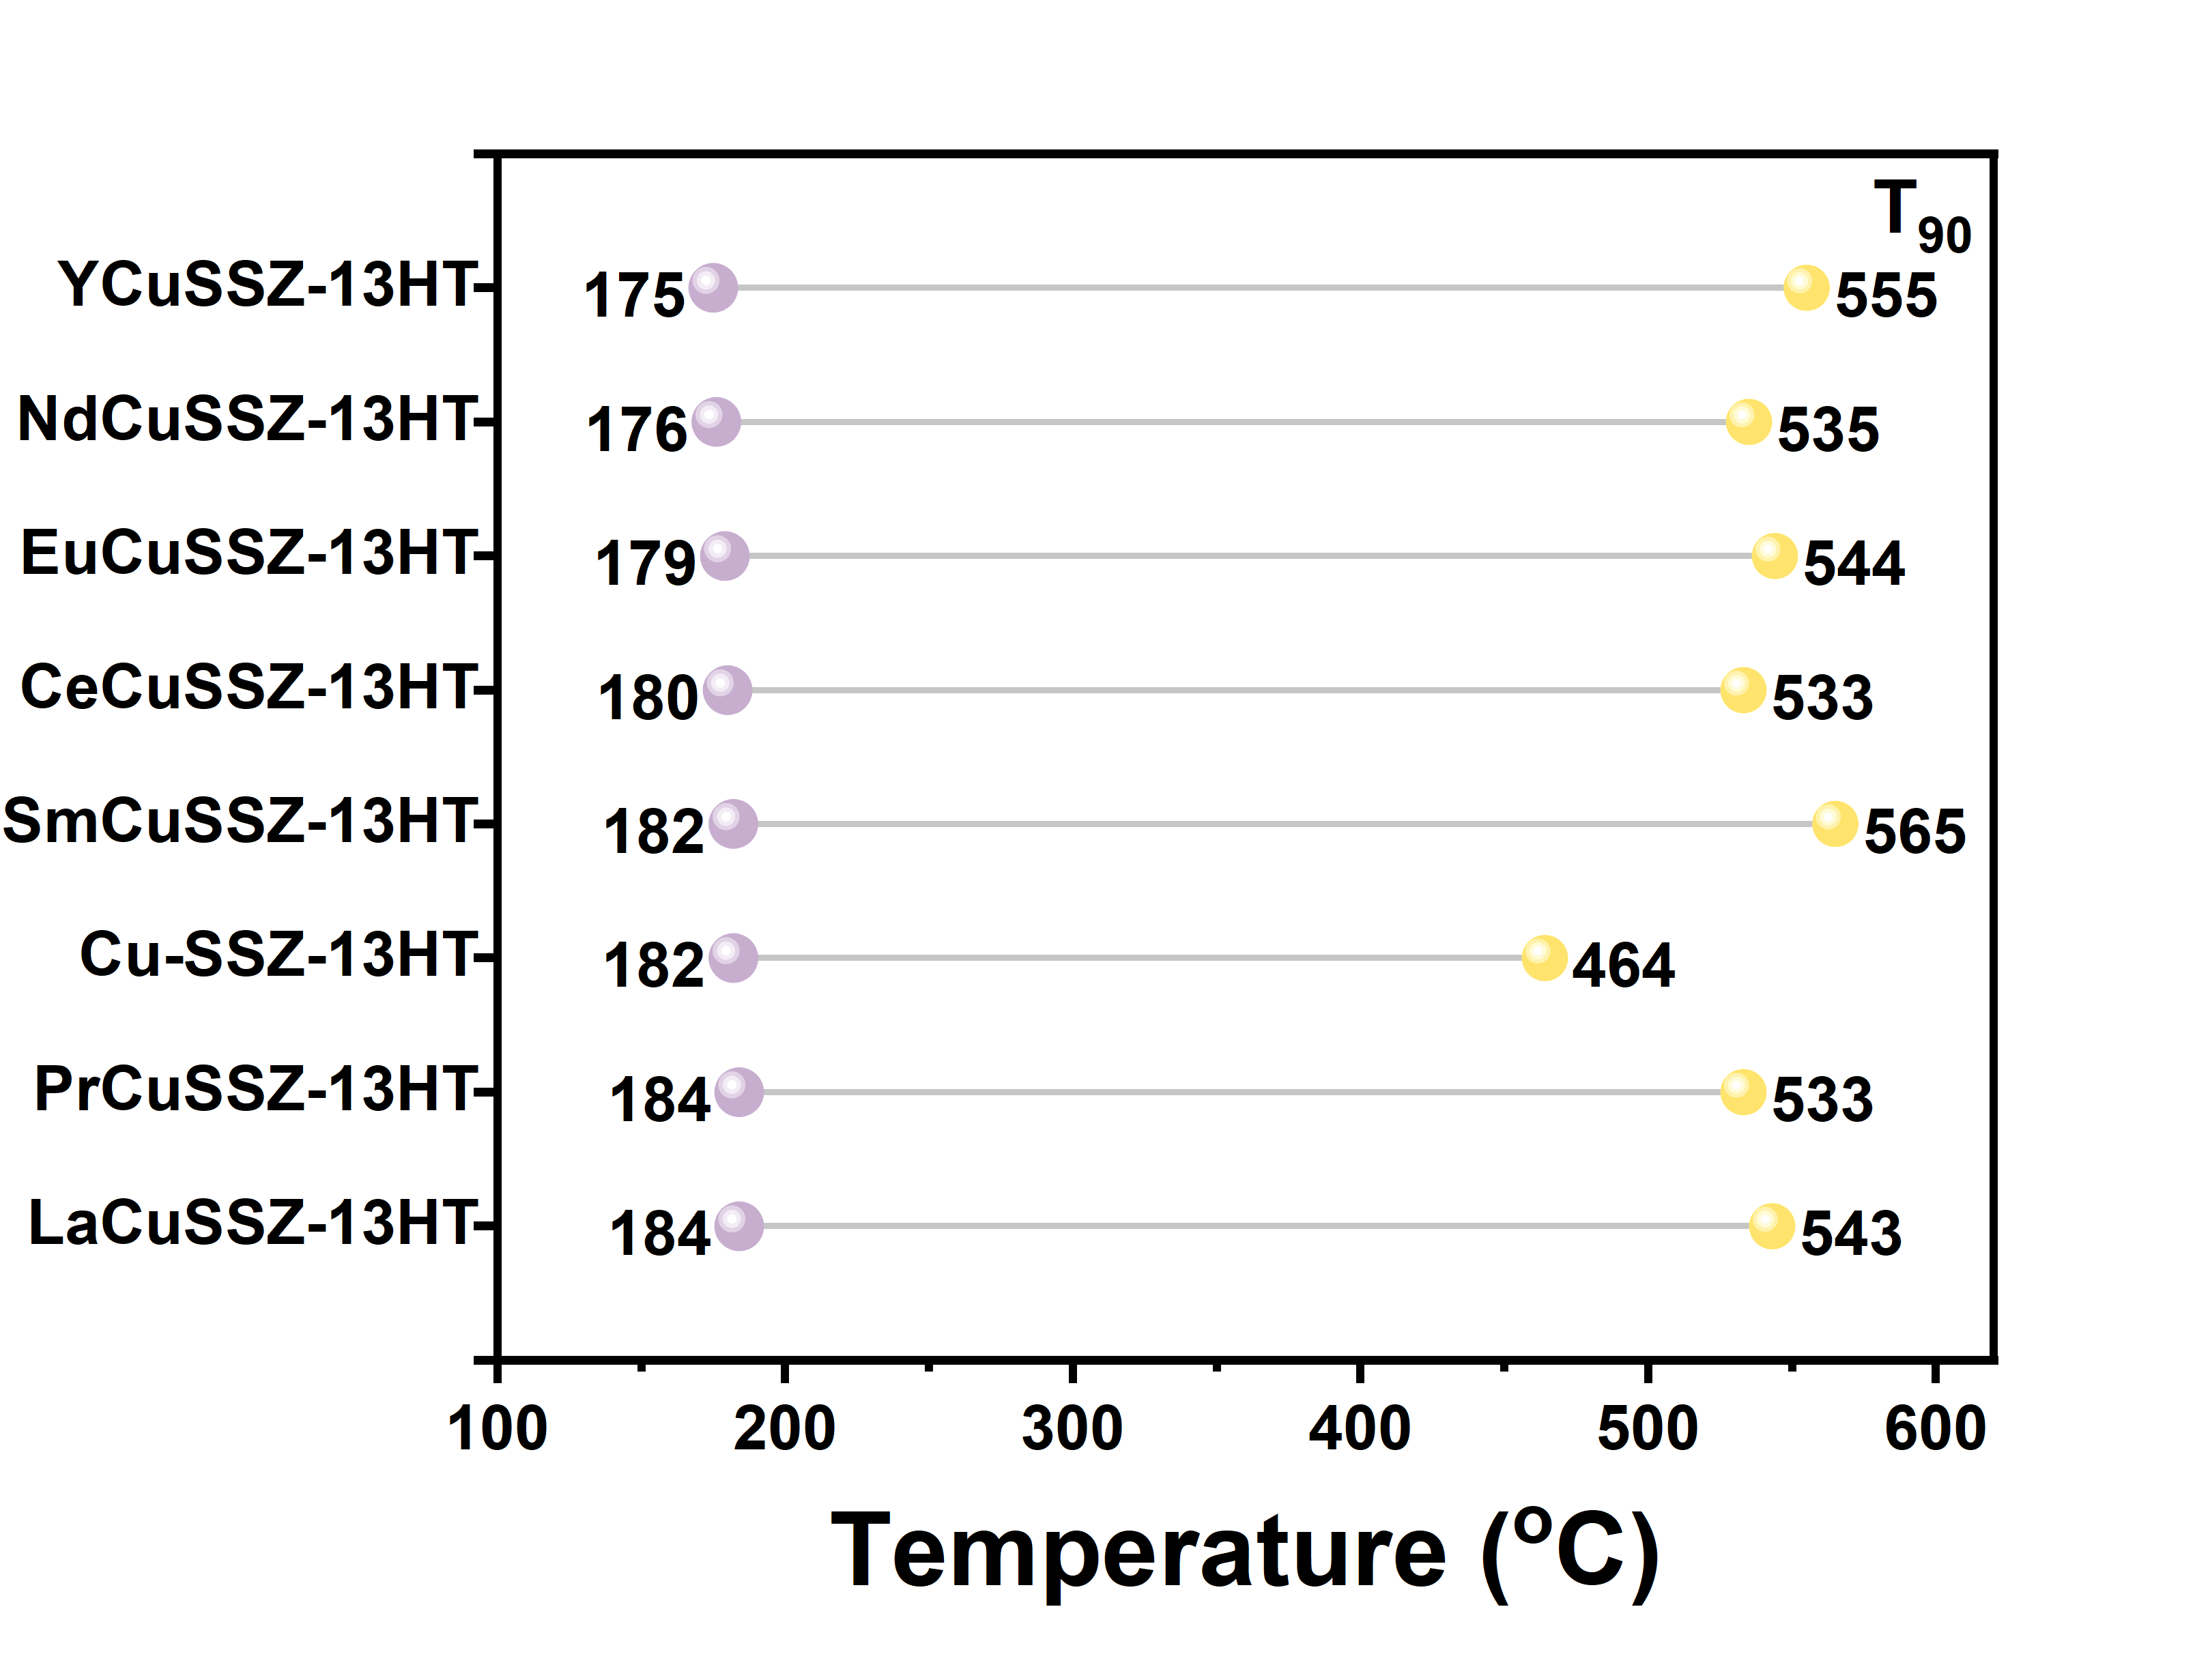 T90
YCuSSZ-13HT 175 555
NdCuSSZ-13HT 176 535
EuCuSSZ-13HT 179 544
CeCuSSZ-13HT 180 533
SmCuSSZ-13HT 182 565
Cu-SSZ-13HT 182 464
PrCuSSZ-13HT 184 533
LaCuSSZ-13HT 184 543
100 200 300 400 500 600
Temperature (oC)